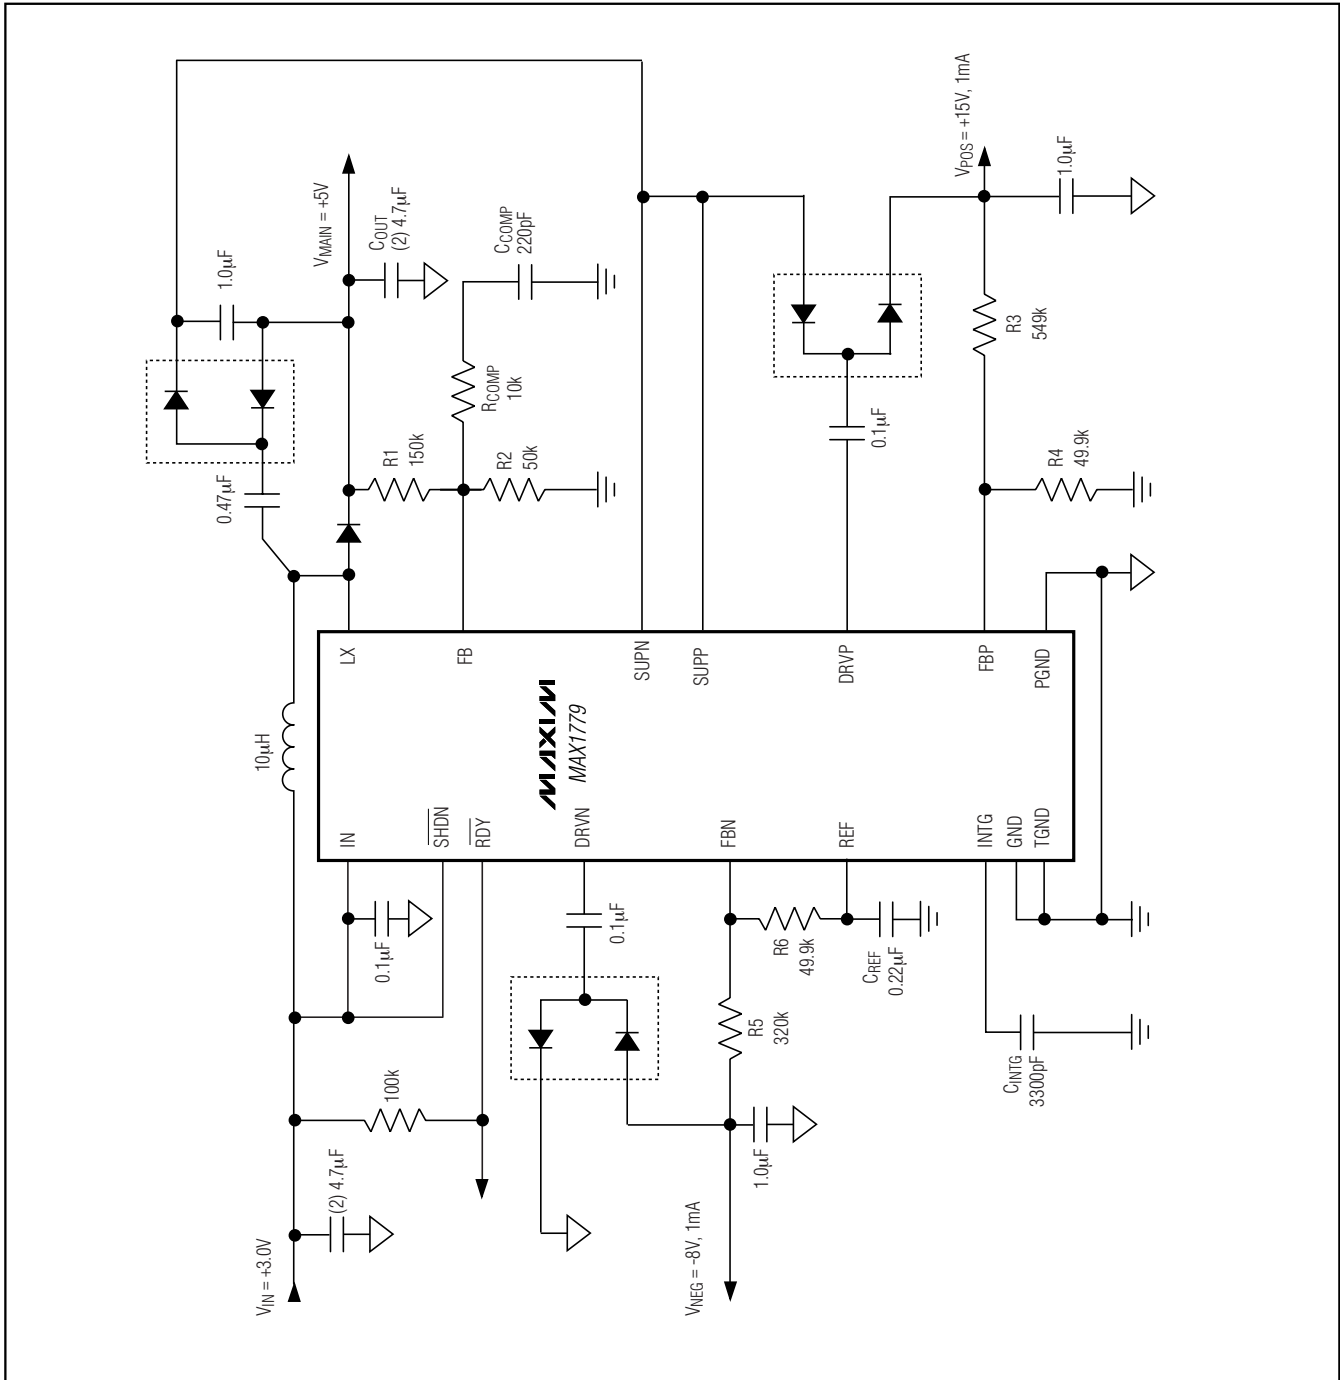 VIN = +3.0V
(2) 4.7µF
100k
0.1µF
10µH
0.47µF
1.0µF
VMAIN = +5V
COUT
(2) 4.7µF
R1
150k
RCOMP
10k
CCOMP
220pF
R2
50k
IN
SHDN
RDY
DRVN
FBN
REF
INTG
GND
TGND
MAXIM
MAX1779
LX
FB
SUPN
SUPP
DRVP
FBP
PGND
0.1µF
VNEG = -8V, 1mA
1.0µF
R5
320k
R6
49.9k
CREF
0.22µF
CINTG
3300pF
0.1µF
VPOS = +15V, 1mA
1.0µF
R3
549k
R4
49.9k